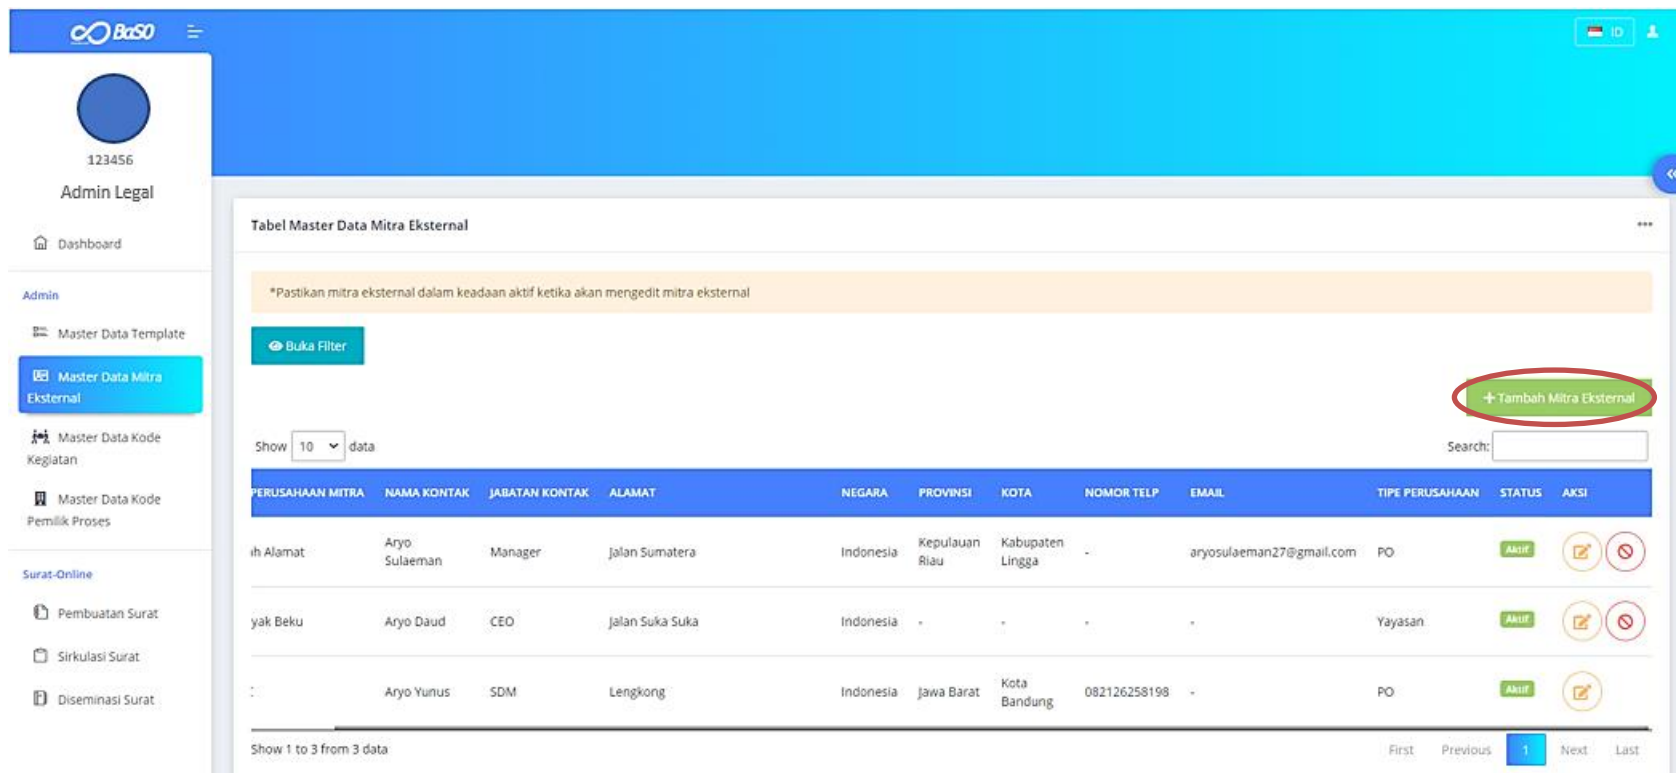 BaSO
ID
123456
Admin Legal
Dashboard
Admin
Master Data Template
Master Data Mitra
Eksternal
Master Data Kode
Kegiatan
Master Data Kode
Pemilik Proses
Surat-Online
Pembuatan Surat
Sirkulasi Surat
Diseminasi Surat
Tabel Master Data Mitra Eksternal
*Pastikan mitra eksternal dalam keadaan aktif ketika akan mengedit mitra eksternal
Buka Filter
+ Tambah Mitra Eksternal
Show 10 data
Search:
PERUSAHAAN MITRA NAMA KONTAK JABATAN KONTAK ALAMAT NEGARA PROVINSI KOTA NOMOR TELP EMAIL TIPE PERUSAHAAN STATUS AKSI
ah Alamat Aryo Sulaeman Manager Jalan Sumatera Indonesia Kepulauan Riau Kabupaten Lingga - aryosulaeman27@gmail.com PO Aktif
yak Beku Aryo Daud CEO Jalan Suka Suka Indonesia - - - - Yayasan Aktif
Aryo Yunus SDM Lengkong Indonesia Jawa Barat Kota Bandung 082126258198 - PO Aktif
Show 1 to 3 from 3 data
First Previous 1 Next Last